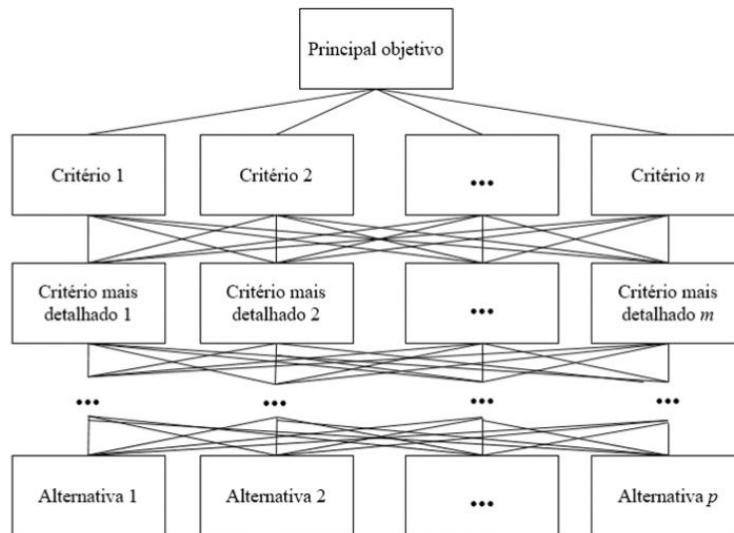 Principal objetivo
Critério 1
Critério 2
...
Critério n
Critério mais
detalhado 1
Critério mais
detalhado 2
...
Critério mais
detalhado m
...
...
...
...
Alternativa 1
Alternativa 2
...
Alternativa p